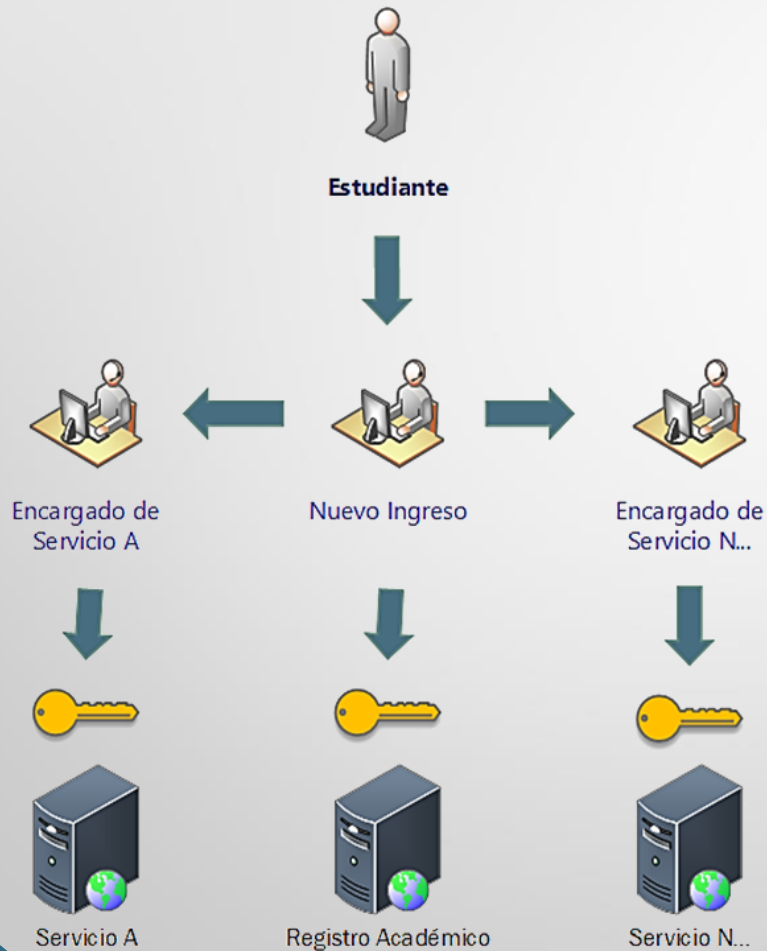 Estudiante
Encargado de
Servicio A
Nuevo Ingreso
Encargado de
Servicio N...
Servicio A
Registro Académico
Servicio N...